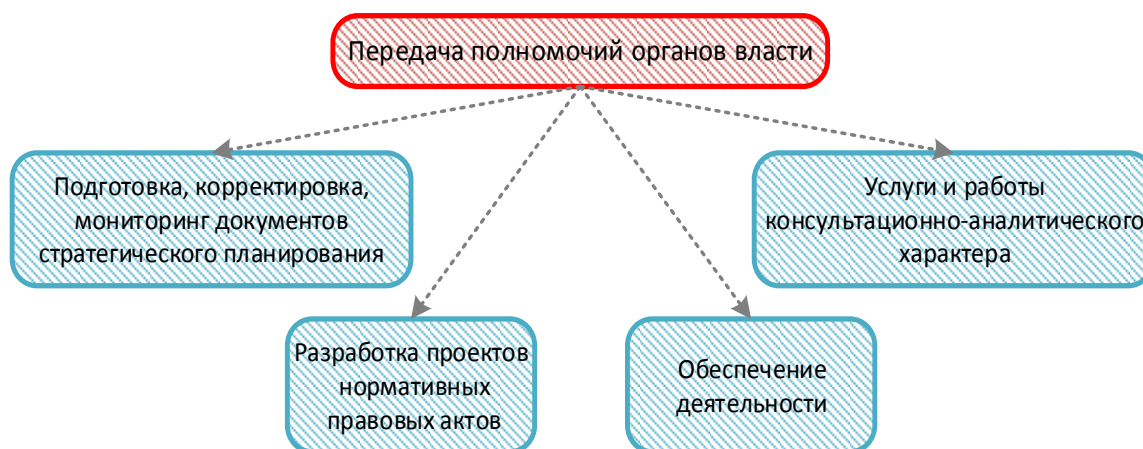 Передача полномочий органов власти
Подготовка, корректировка,
мониторинг документов
стратегического планирования
Услуги и работы
консультационно-аналитического
характера
Разработка проектов
нормативных
правовых актов
Обеспечение
деятельности